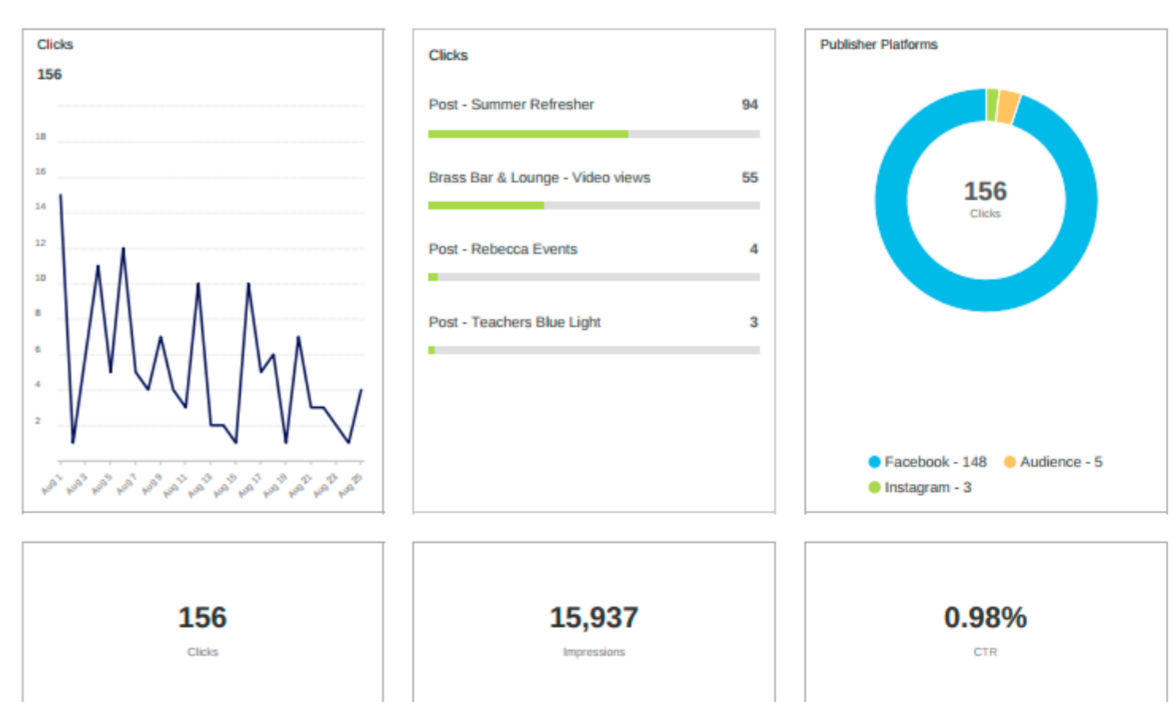 Clicks
156
18
16
14
12
10
8
6
4
2
Aug 1 Aug 3 Aug 5 Aug 7 Aug 9 Aug 11 Aug 13 Aug 15 Aug 17 Aug 19 Aug 21 Aug 23 Aug 25
Clicks
Post - Summer Refresher 94
Brass Bar & Lounge - Video views 55
Post - Rebecca Events 4
Post - Teachers Blue Light 3
Publisher Platforms
156
Clicks
Facebook - 148 Audience - 5
Instagram - 3
156
Clicks
15,937
Impressions
0.98%
CTR